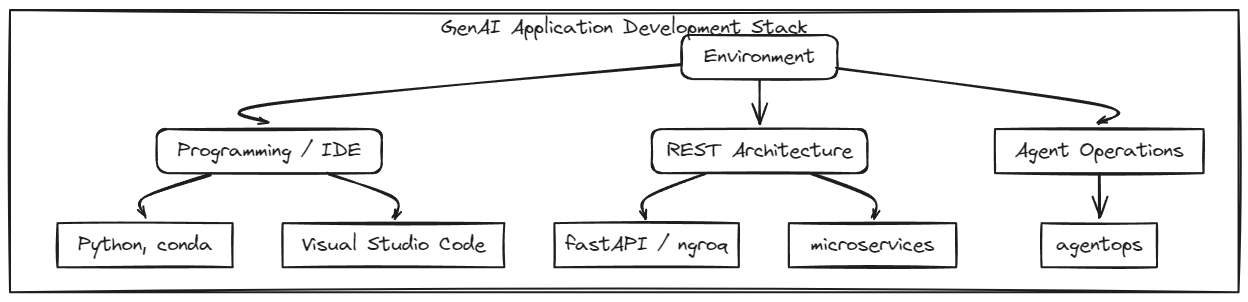 GenAI Application Development Stack
Environment
Programming / IDE
REST Architecture
Agent Operations
Python, conda
Visual Studio Code
fastAPI / ngroq
microservices
agentops